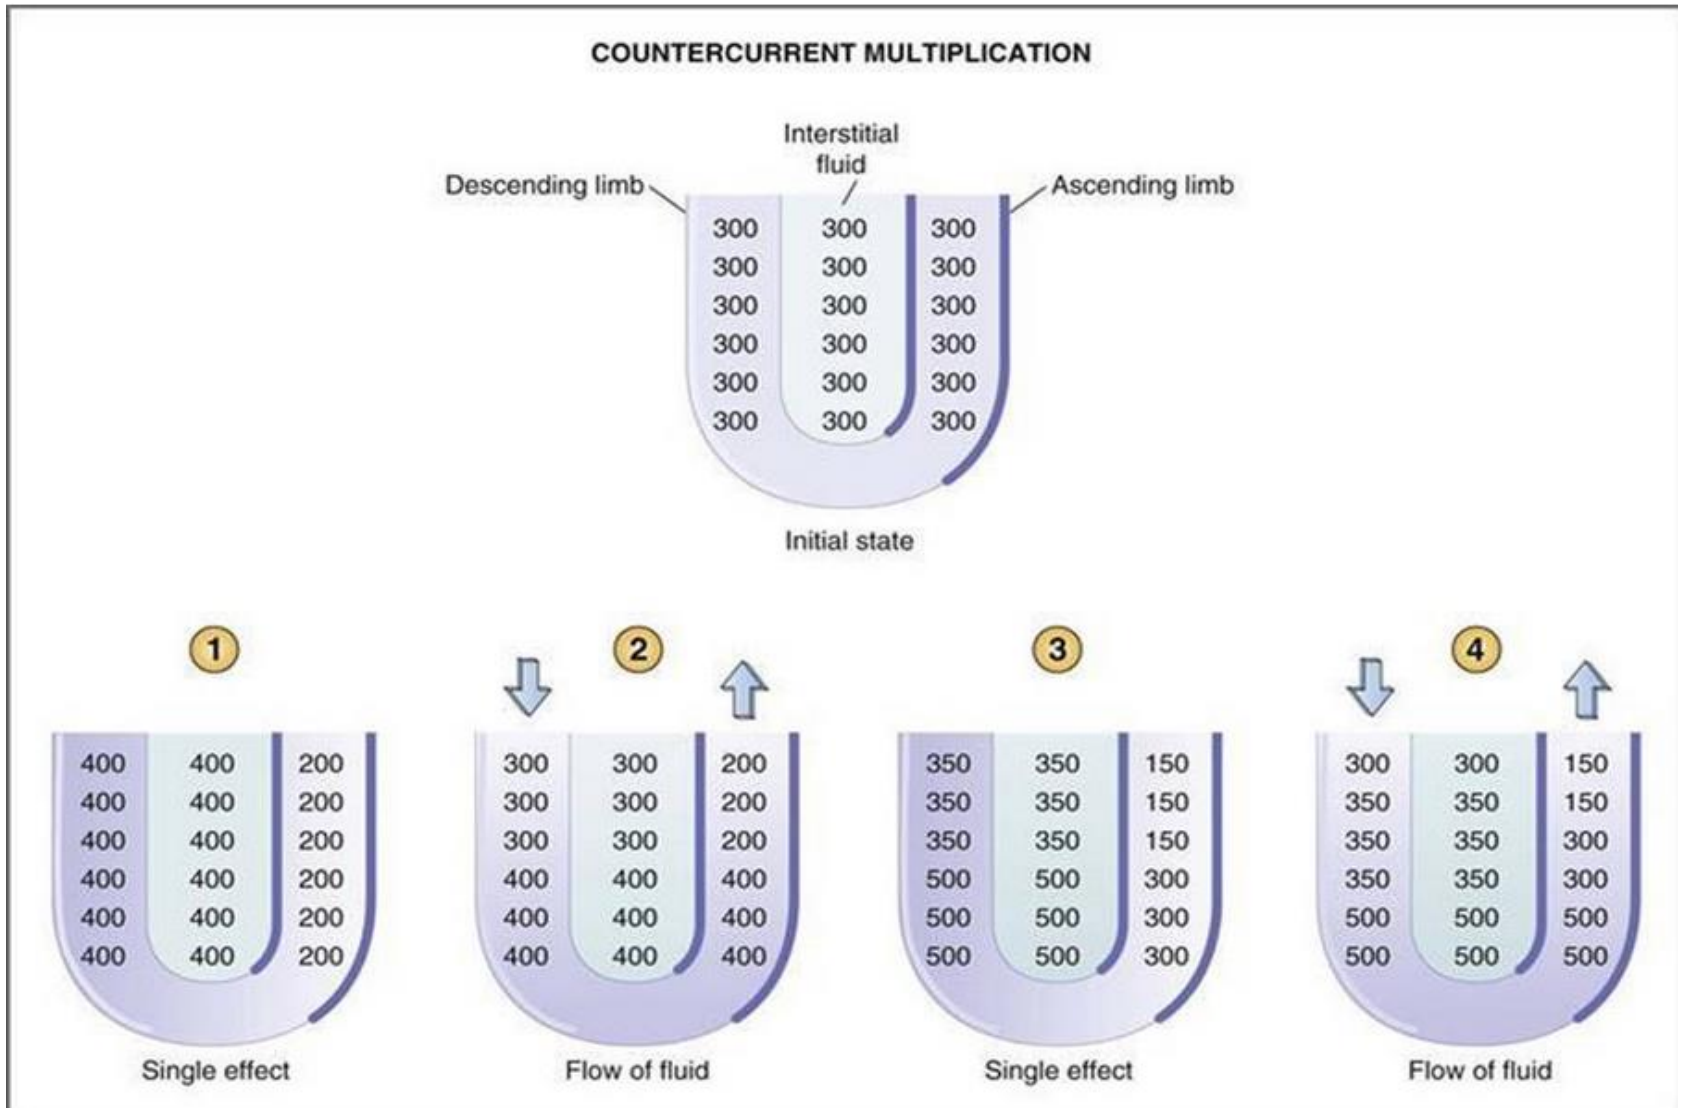 COUNTERCURRENT MULTIPLICATION
Interstitial
fluid
Descending limb
Ascending limb
300 300 300
300 300 300
300 300 300
300 300 300
300 300 300
300 300 300
Initial state
1
400 400 200
400 400 200
400 400 200
400 400 200
400 400 200
400 400 200
Single effect
2
300 300 200
300 300 200
300 300 200
400 400 400
400 400 400
400 400 400
Flow of fluid
3
350 350 150
350 350 150
350 350 150
500 500 300
500 500 300
500 500 300
Single effect
4
300 300 150
350 350 150
350 350 300
350 350 300
500 500 500
500 500 500
Flow of fluid